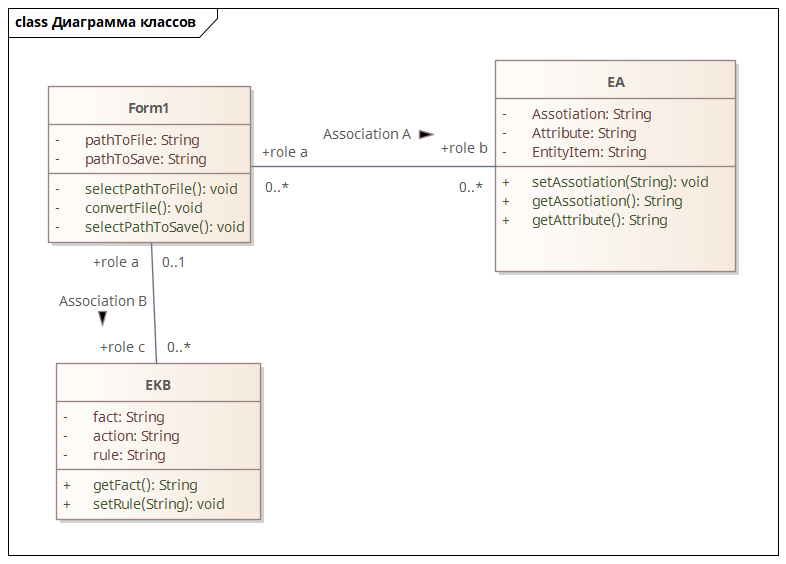 class Диаграмма классов
Form1
- pathToFile: String
- pathToSave: String
- selectPathToFile(): void
- convertFile(): void
- selectPathToSave(): void
Association A
+role a
+role b
0..*
0..*
EA
- Assotiation: String
- Attribute: String
- EntityItem: String
+ setAssotiation(String): void
+ getAssotiation(): String
+ getAttribute(): String
+role a
0..1
Association B
+role c
0..*
EKB
- fact: String
- action: String
- rule: String
+ getFact(): String
+ setRule(String): void